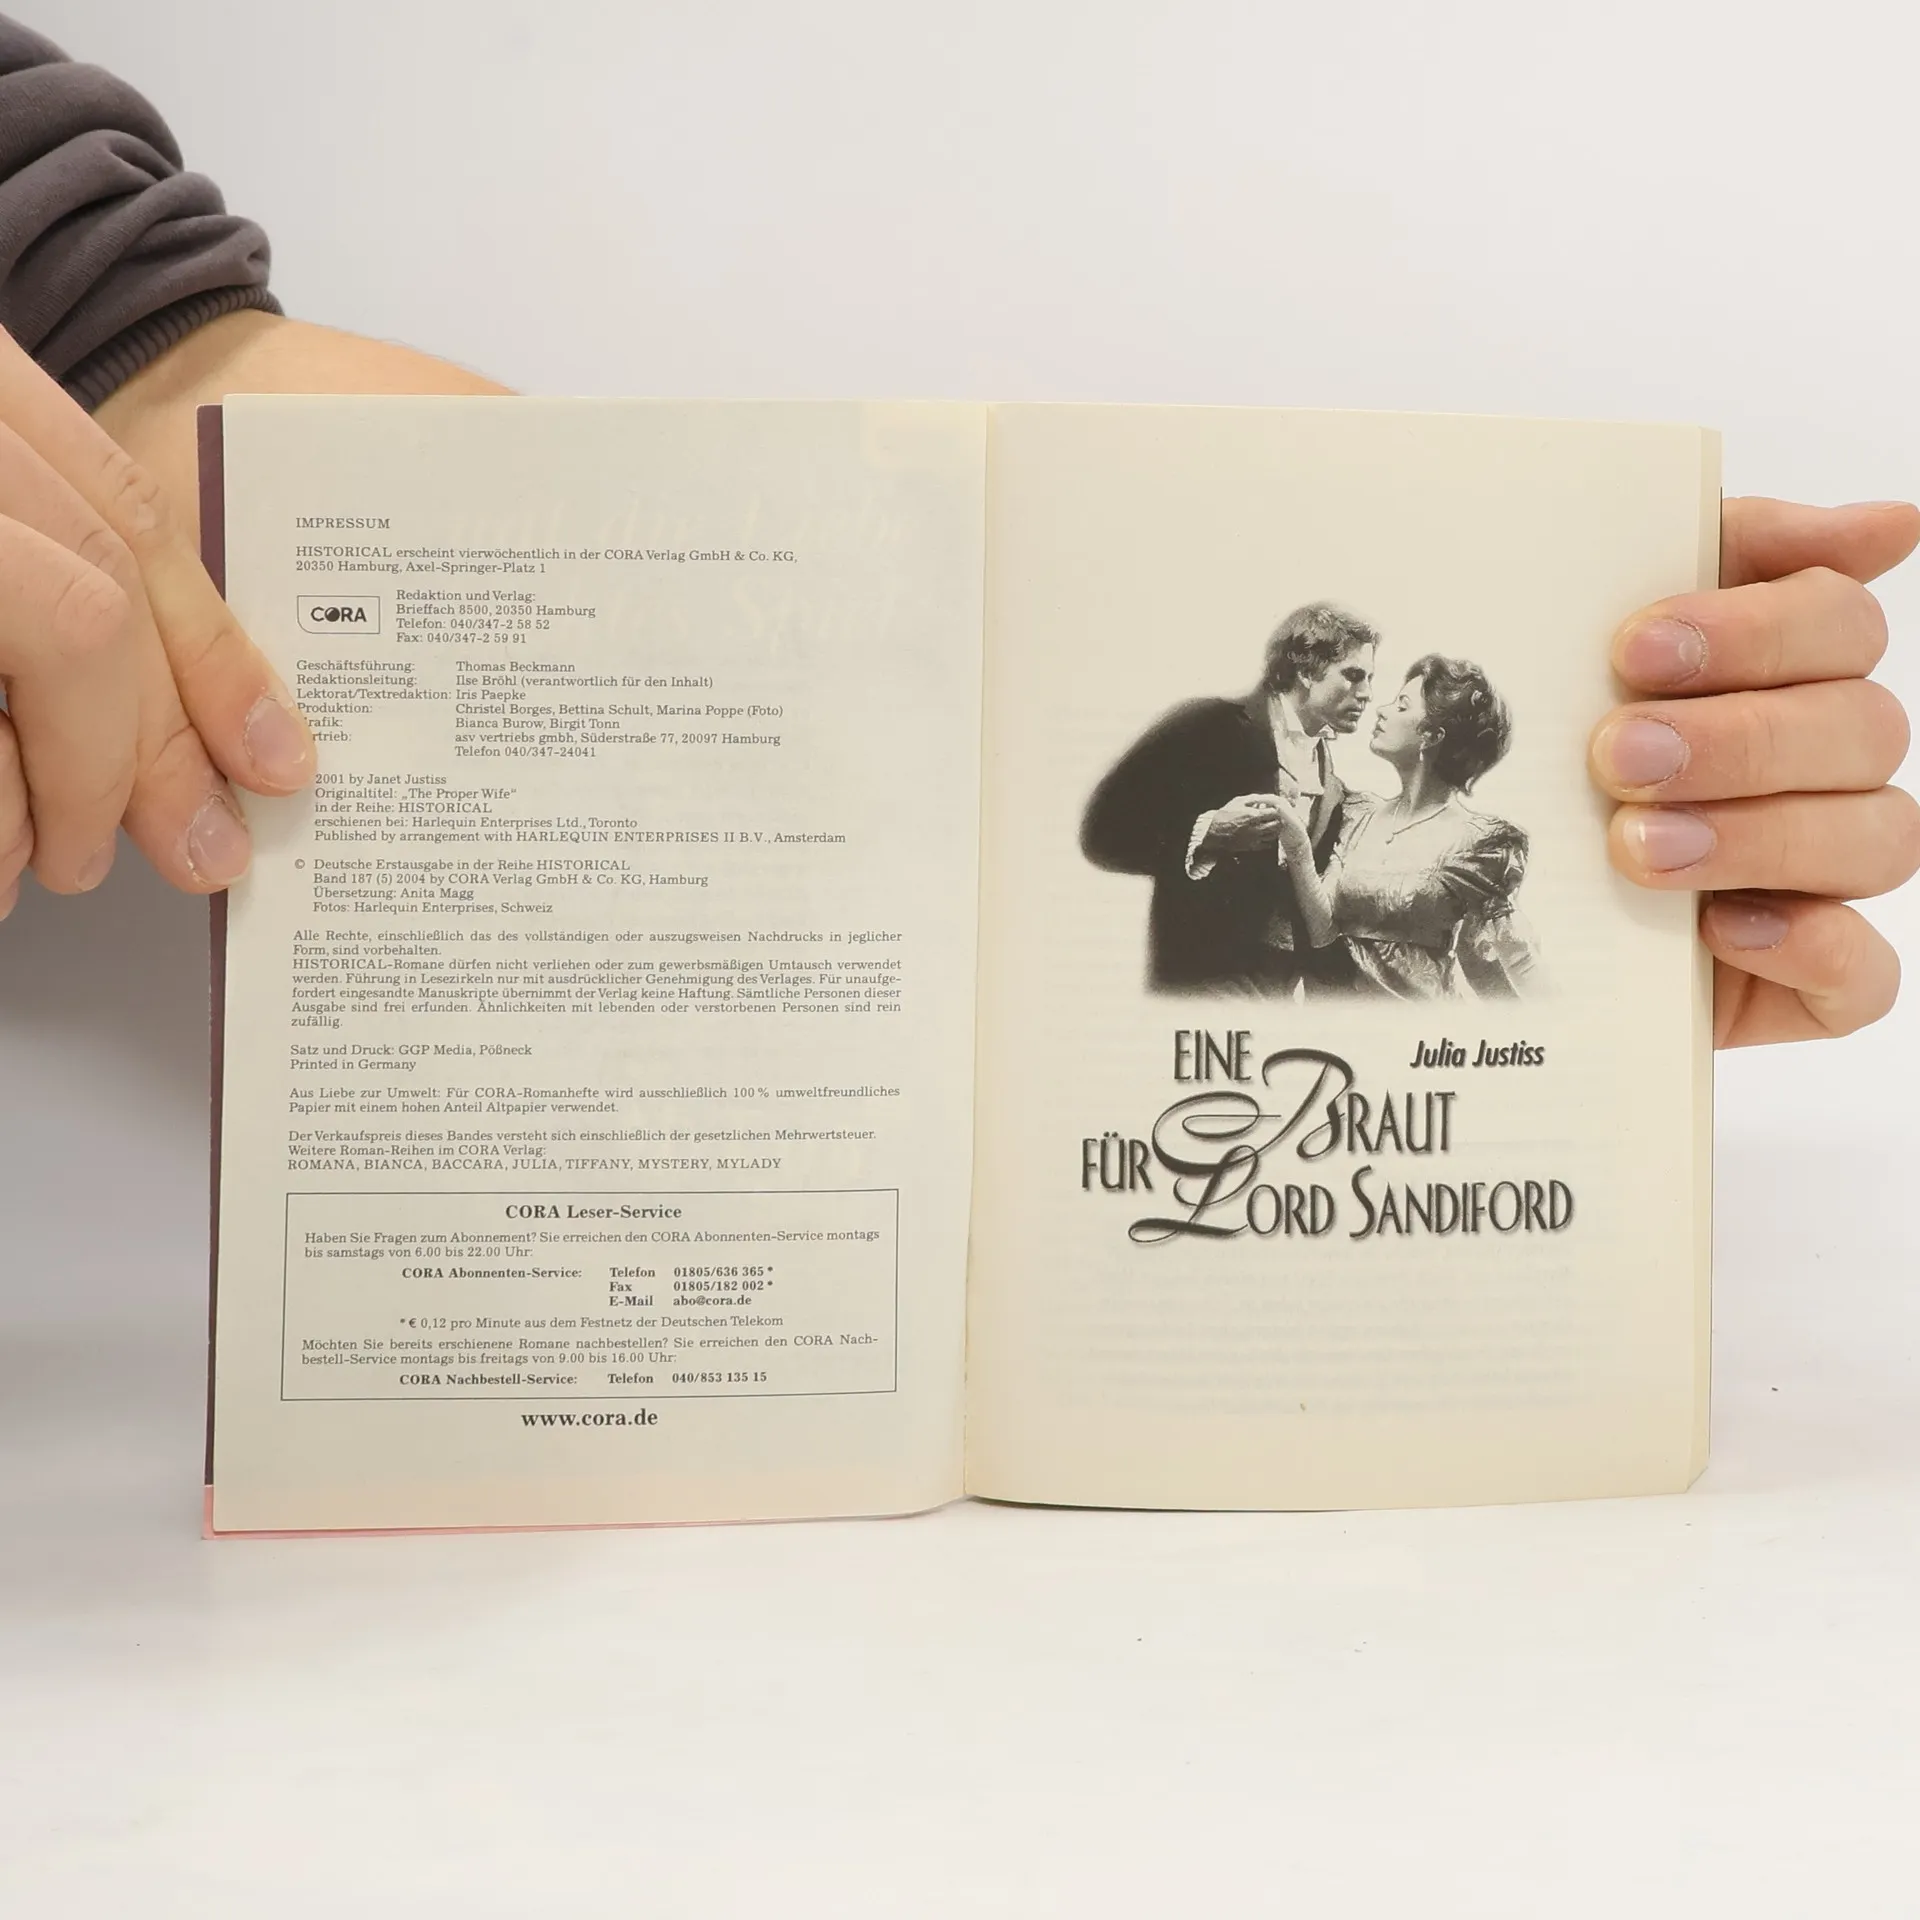 IMPRESSUM
HISTORICAL erscheint vierwöchentlich in der CORA Verlag GmbH & Co. KG,
20350 Hamburg, Axel-Springer-Platz 1
CORA
Redaktion und Verlag:
Brieffach 8500, 20350 Hamburg
Telefon: 040/347-2 58 52
Fax: 040/347-2 59 91
Geschäftsführung: Thomas Beckmann
Redaktionsleitung: Ilse Bröhl (verantwortlich für den Inhalt)
Lektorat/Textredaktion: Iris Paepke
Produktion: Christel Borges, Bettina Schult, Marina Poppe (Foto)
rafik: Bianca Burow, Birgit Tonn
rtrieb: asv vertriebs gmbh, Süderstraße 77, 20097 Hamburg
Telefon 040/347-24041
2001 by Janet Justiss
Originaltitel: „The Proper Wife“
in der Reihe: HISTORICAL
erschienen bei: Harlequin Enterprises Ltd., Toronto
Published by arrangement with HARLEQUIN ENTERPRISES II B.V., Amsterdam
© Deutsche Erstausgabe in der Reihe HISTORICAL
Band 187 (5) 2004 by CORA Verlag GmbH & Co. KG, Hamburg
Übersetzung: Anita Magg
Fotos: Harlequin Enterprises, Schweiz
Alle Rechte, einschließlich das des vollständigen oder auszugsweisen Nachdrucks in jeglicher
Form, sind vorbehalten.
HISTORICAL-Romane dürfen nicht verliehen oder zum gewerbsmäßigen Umtausch verwendet
werden. Führung in Lesezirkeln nur mit ausdrücklicher Genehmigung des Verlages. Für unaufge-
fordert eingesandte Manuskripte übernimmt der Verlag keine Haftung. Sämtliche Personen dieser
Ausgabe sind frei erfunden. Ähnlichkeiten mit lebenden oder verstorbenen Personen sind rein
zufällig.
Satz und Druck: GGP Media, Pößneck
Printed in Germany
Aus Liebe zur Umwelt: Für CORA-Romanhefte wird ausschließlich 100 % umweltfreundliches
Papier mit einem hohen Anteil Altpapier verwendet.
Der Verkaufspreis dieses Bandes versteht sich einschließlich der gesetzlichen Mehrwertsteuer.
Weitere Roman-Reihen im CORA Verlag:
ROMANA, BIANCA, BACCARA, JULIA, TIFFANY, MYSTERY, MYLADY
CORA Leser-Service
Haben Sie Fragen zum Abonnement? Sie erreichen den CORA Abonnenten-Service montags
bis samstags von 6.00 bis 22.00 Uhr:
CORA Abonnenten-Service: Telefon 01805/636 365 *
Fax 01805/182 002 *
E-Mail abo@cora.de
* € 0,12 pro Minute aus dem Festnetz der Deutschen Telekom
Möchten Sie bereits erschienene Romane nachbestellen? Sie erreichen den CORA Nach-
bestell-Service montags bis freitags von 9.00 bis 16.00 Uhr:
CORA Nachbestell-Service: Telefon 040/853 135 15
www.cora.de
Julia Justiss
EINE
BRAUT
FÜR
LORD SANDIFORD